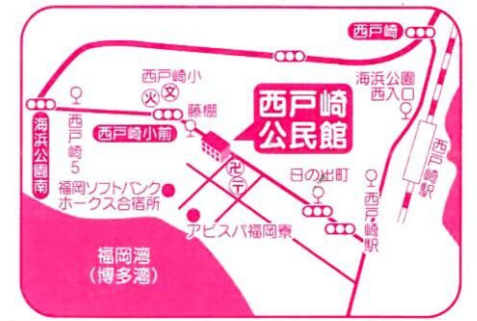 西戸崎
西戸崎小
火
文
海浜公園
西入口
藤棚
西戸崎
公民館
西戸崎小前
西戸崎5
海浜公園南
卍
〒
日の出町
西戸崎駅
西戸崎駅
福岡ソフトバンク
ホークス合宿所
アビスパ福岡寮
福岡湾
(博多湾)